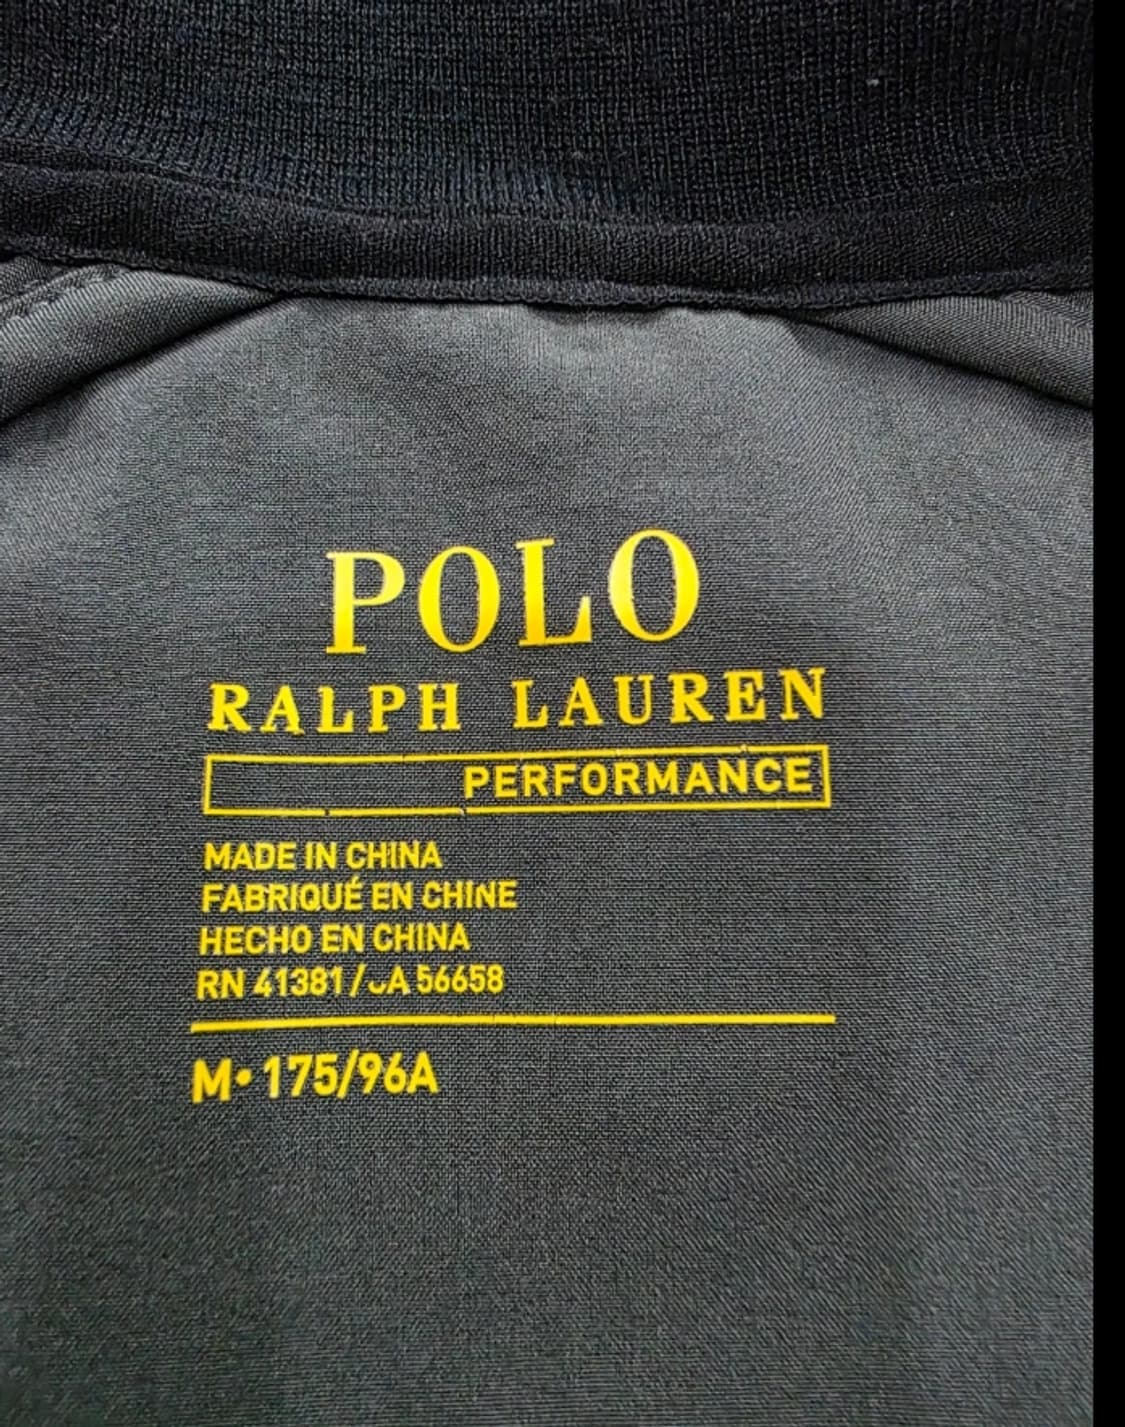 POLO
RALPH LAUREN
PERFORMANCE
MADE IN CHINA
FABRIQUÉ EN CHINE
HECHO EN CHINA
RN 41381/CA 56658
M•175/96A